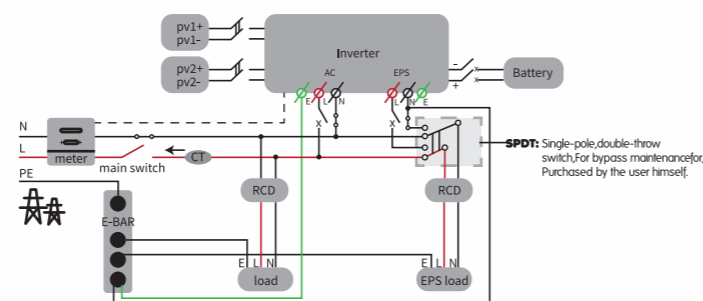 pv1+
pv1-
pv2+
pv2-
Inverter
AC
EPS
E L N
L N E
-
+
Battery
N
L
PE
meter
main switch
CT
x
x
x
x
SPDT: Single-pole,double-throw
switch,For bypass maintenancefor,
Purchased by the user himself.
RCD
RCD
E-BAR
E L N
load
E L N
EPS load